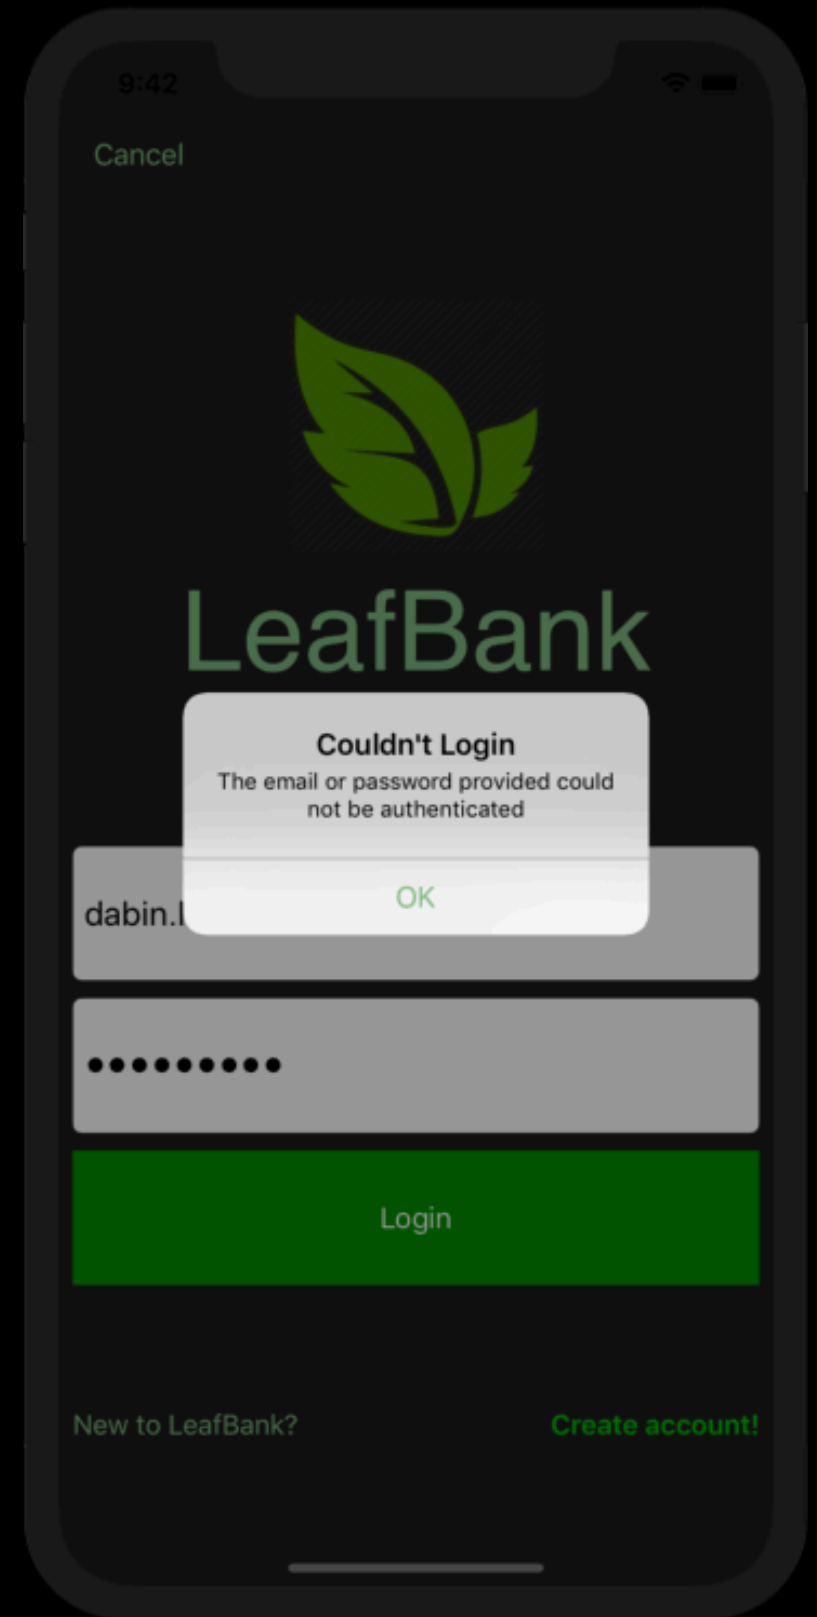 9:42
Cancel
LeafBank
Couldn't Login
The email or password provided could
not be authenticated
OK
dabin.l
Login
New to LeafBank?
Create account!